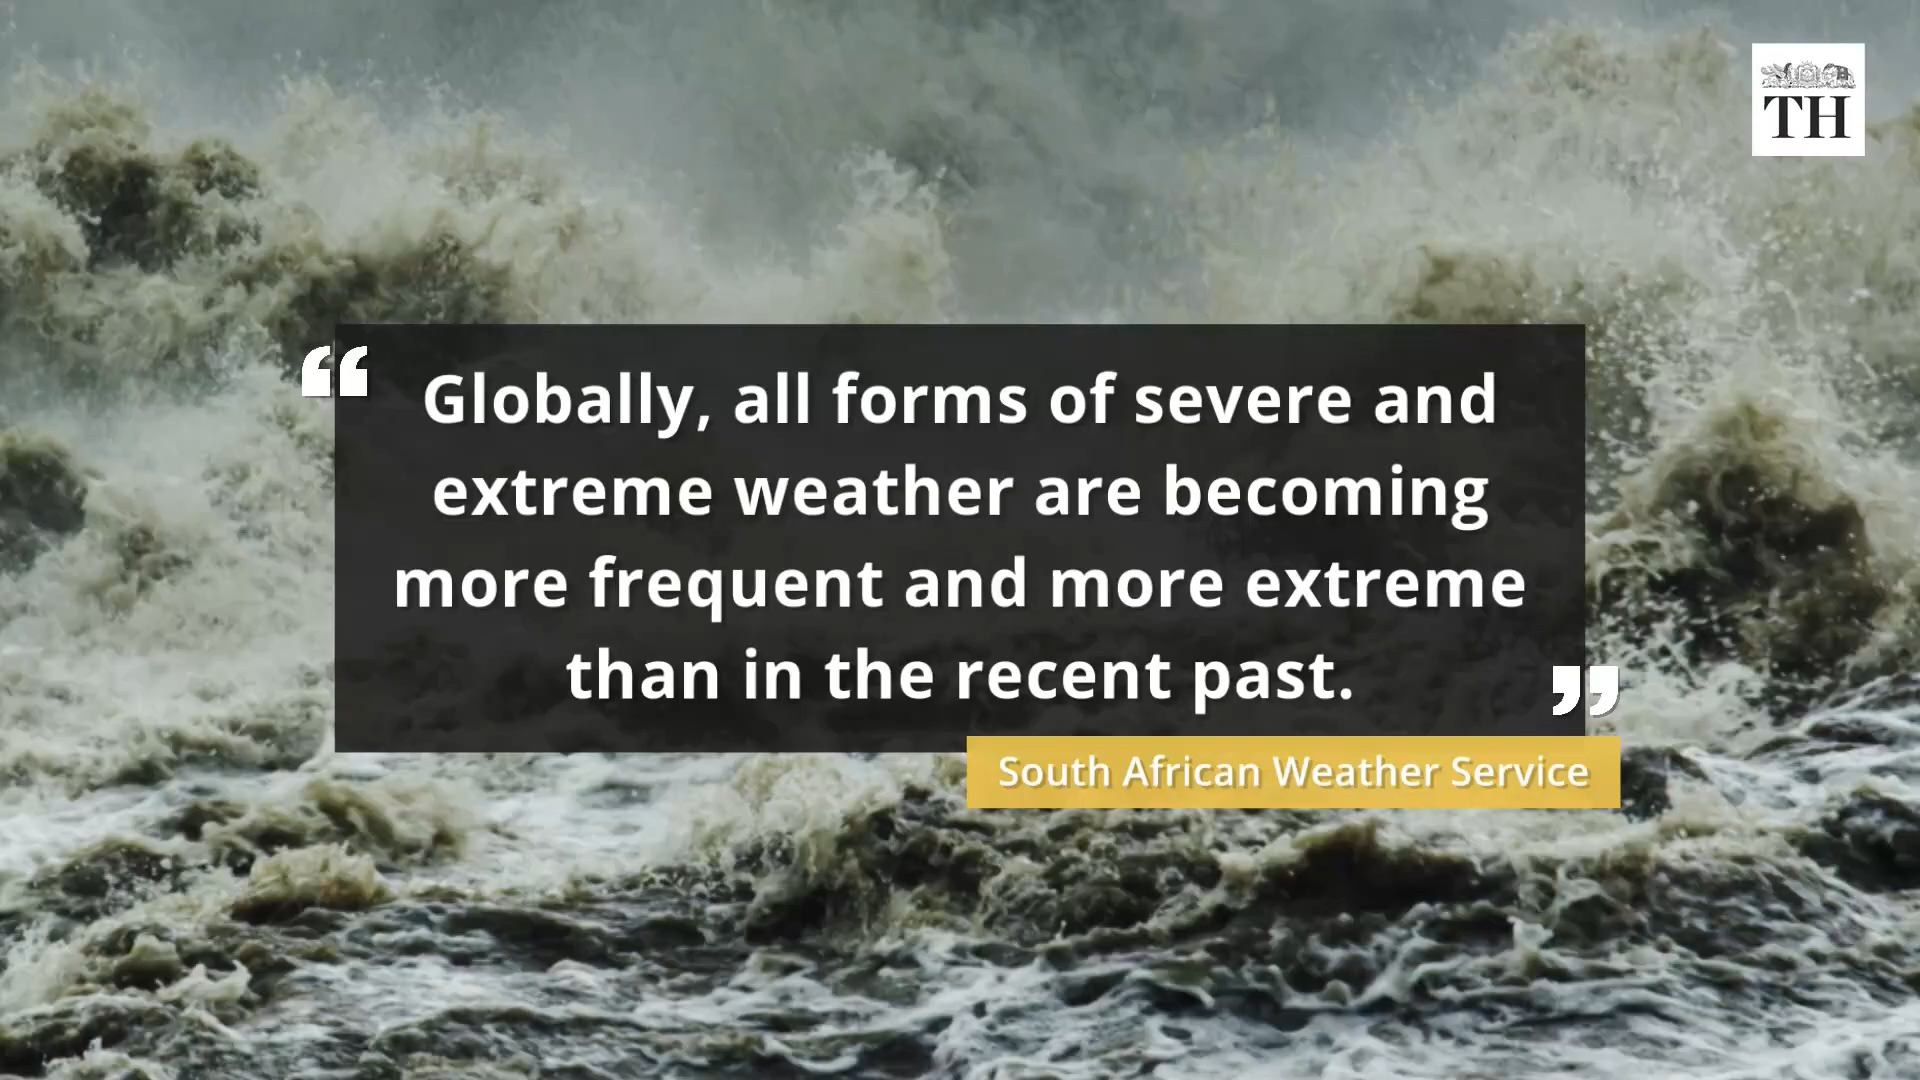 TH
“Globally, all forms of severe and
extreme weather are becoming
more frequent and more extreme
than in the recent past.”
South African Weather Service